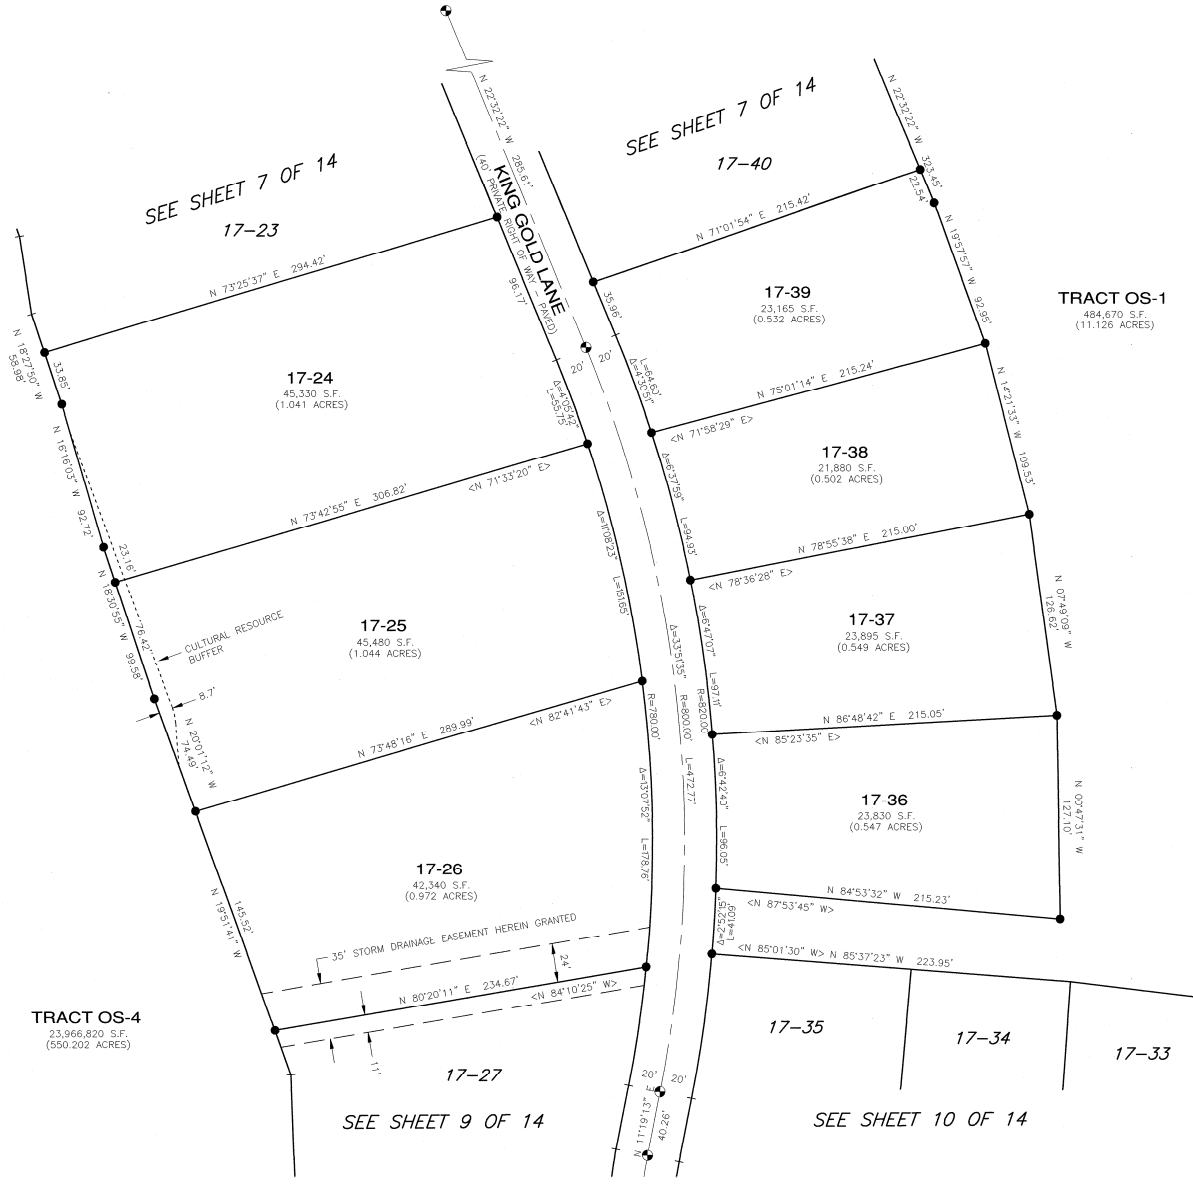 N 22°32'22" W 285.61'
KING GOLD LANE
(40' PRIVATE RIGHT OF WAY - PAVED)
SEE SHEET 7 OF 14
17-23
SEE SHEET 7 OF 14
17-40
N 22°32'22" W 323.45'
22.54'
N 73°25'37" E 294.42'
96.17'
N 71°01'54" E 215.42'
35.96'
N 19°57'57" W 92.95'
17-39
23,165 S.F.
(0.532 ACRES)
TRACT OS-1
484,670 S.F.
(11.126 ACRES)
N 18°27'50" W
58.98'
33.85'
17-24
45,330 S.F.
(1.041 ACRES)
20' 20'
Δ=4°05'42"
L=55.75'
L=64.63'
Δ=4°30'51"
N 75°01'14" E 215.24'
<N 71°58'29" E>
N 14°21'33" W 109.53'
N 16°16'03" W 92.72'
23.16'
N 73°42'55" E 306.82'
<N 71°33'20" E>
17-38
21,880 S.F.
(0.502 ACRES)
Δ=6°37'59" L=94.93'
N 78°55'38" E 215.00'
<N 78°36'28" E>
Δ=11°08'23" L=151.65'
N 18°30'55" W 99.58'
76.42'
CULTURAL RESOURCE
BUFFER
8.7'
17-25
45,480 S.F.
(1.044 ACRES)
17-37
23,895 S.F.
(0.549 ACRES)
N 07°49'09" W
126.62'
Δ=6°47'07" L=97.11'
Δ=33°51'35"
R=780.00' R=800.00' R=820.00'
L=472.77'
N 86°48'42" E 215.05'
<N 85°23'35" E>
N 73°48'16" E 289.99'
<N 82°41'43" E>
N 20°01'12" W
74.49'
Δ=13°07'52" L=178.76'
Δ=6°42'43" L=96.05'
17-36
23,830 S.F.
(0.547 ACRES)
N 00°47'31" W
127.10'
17-26
42,340 S.F.
(0.972 ACRES)
145.52'
N 19°51'41" W
N 84°53'32" W 215.23'
<N 87°53'45" W>
Δ=2°52'15"
L=41.09'
35' STORM DRAINAGE EASEMENT HEREIN GRANTED
24'
<N 85°01'30" W> N 85°37'23" W 223.95'
N 80°20'11" E 234.67'
<N 84°10'25" W>
TRACT OS-4
23,966,820 S.F.
(550.202 ACRES)
11'
17-27
SEE SHEET 9 OF 14
20' 20'
N 11°19'13" E
40.26'
17-35
17-34
17-33
SEE SHEET 10 OF 14